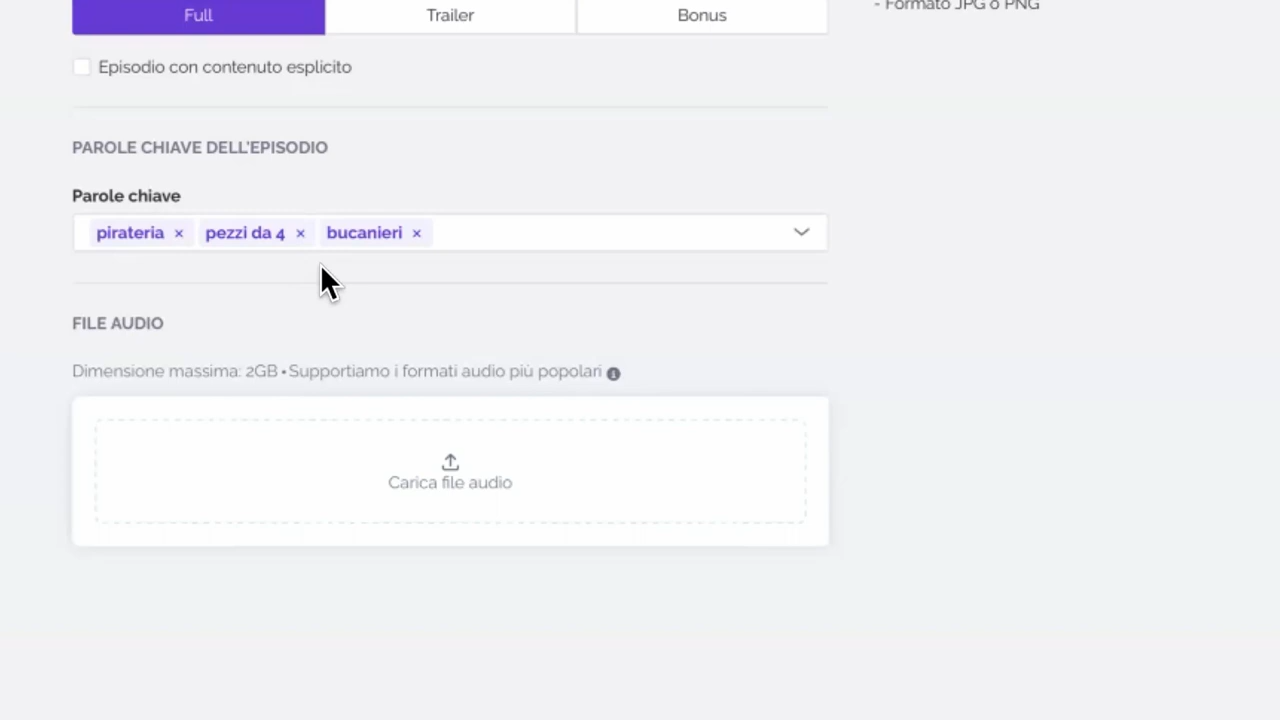 Full
Trailer
Bonus
- Formato JPG o PNG
Episodio con contenuto esplicito
PAROLE CHIAVE DELL'EPISODIO
Parole chiave
pirateria × pezzi da 4 × bucanieri ×
FILE AUDIO
Dimensione massima: 2GB • Supportiamo i formati audio più popolari
Carica file audio